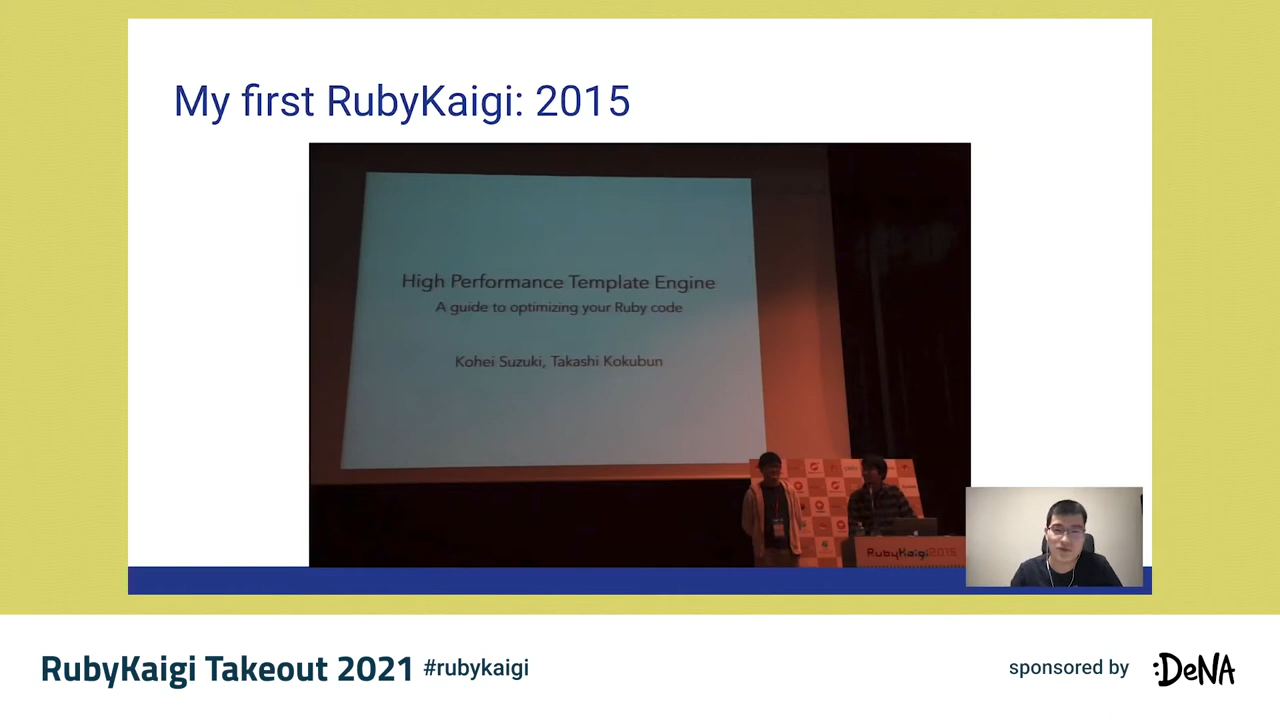 My first RubyKaigi: 2015
High Performance Template Engine
A guide to optimizing your Ruby code
Kohei Suzuki, Takashi Kokubun
RubyKaigi2015
RubyKaigi Takeout 2021 #rubykaigi
sponsored by :DeNA